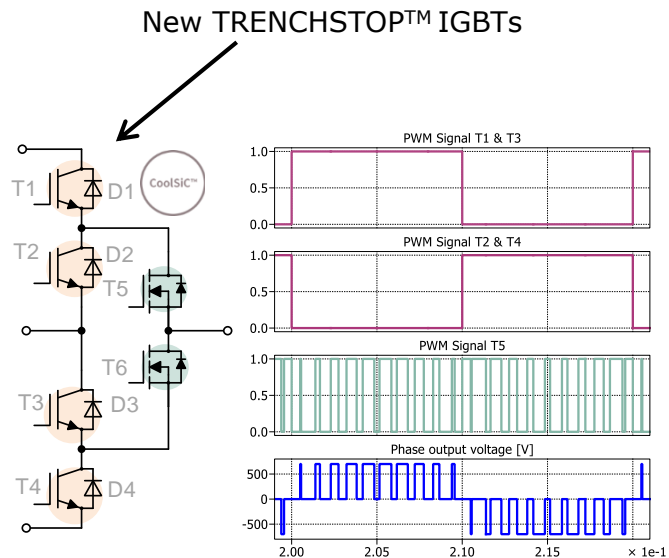 New TRENCHSTOP™ IGBTs
T1
D1
CoolSiC™
T2
D2
T5
T6
T3
D3
T4
D4
PWM Signal T1 & T3
1.0
0.5
0.0
PWM Signal T2 & T4
1.0
0.5
0.0
PWM Signal T5
1.0
0.5
0.0
Phase output voltage [V]
500
0
-500
2.00 2.05 2.10 2.15 × 1e-1